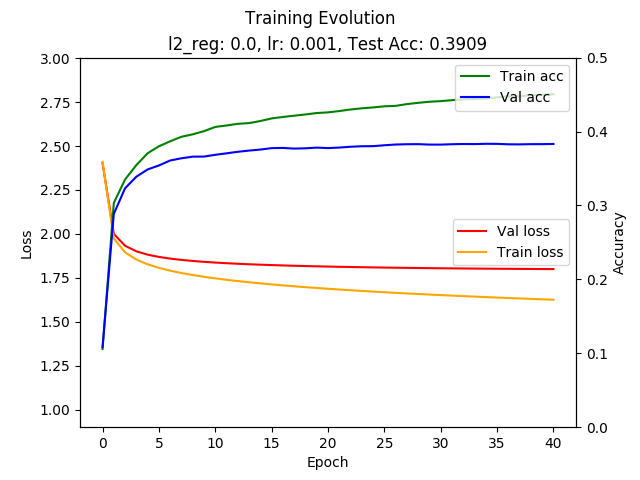 Training Evolution
l2_reg: 0.0, lr: 0.001, Test Acc: 0.3909
3.00
2.75
2.50
2.25
2.00
1.75
1.50
1.25
1.00
Loss
0.5
0.4
0.3
0.2
0.1
0.0
Accuracy
Train acc
Val acc
Val loss
Train loss
0 5 10 15 20 25 30 35 40
Epoch